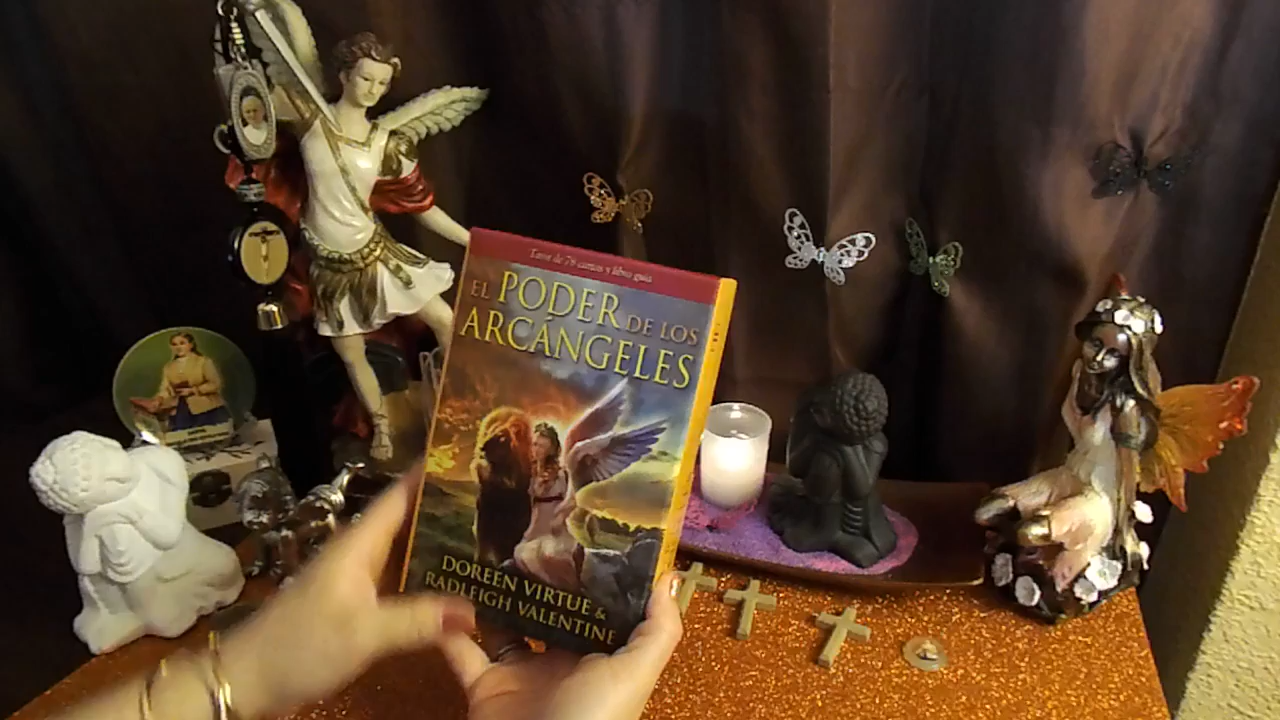 Tarot de 78 cartas y libro guía
EL PODER DE LOS
ARCÁNGELES
DOREEN VIRTUE &
RADLEIGH VALENTINE